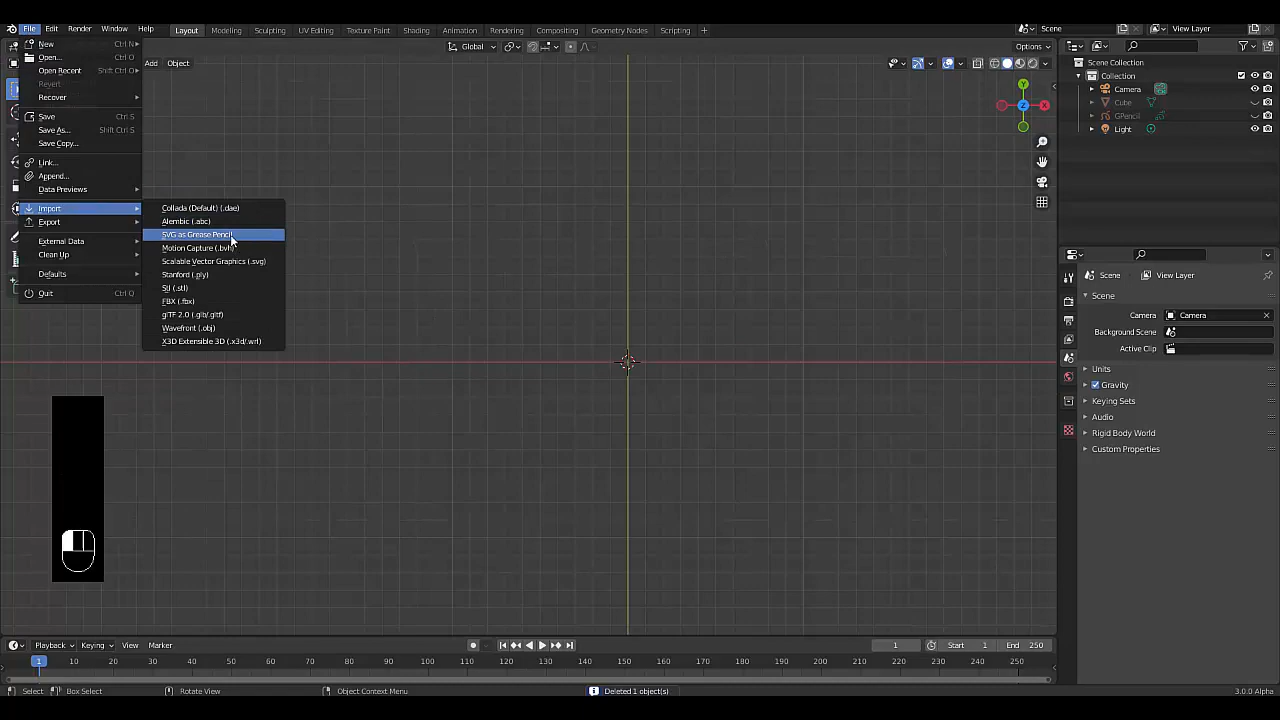 File Edit Render Window Help Layout Modeling Sculpting UV Editing Texture Paint Shading Animation Rendering Compositing Geometry Nodes Scripting + Scene View Layer
Global Options
Add Object
New Ctrl N
Open... Ctrl O
Open Recent Shift Ctrl O
Revert
Recover
Save Ctrl S
Save As... Shift Ctrl S
Save Copy...
Link...
Append...
Data Previews
Import
Export
External Data
Clean Up
Defaults
Quit Ctrl Q
Collada (Default) (.dae)
Alembic (.abc)
SVG as Grease Pencil
Motion Capture (.bvh)
Scalable Vector Graphics (.svg)
Stanford (.ply)
Stl (.stl)
FBX (.fbx)
glTF 2.0 (.glb/.gltf)
Wavefront (.obj)
X3D Extensible 3D (.x3d/.wrl)
Y
Z X
Scene Collection
Collection
Camera
Cube
GPencil
Light
Scene View Layer
Scene
Camera Camera
Background Scene
Active Clip
Units
Gravity
Keying Sets
Audio
Rigid Body World
Custom Properties
Playback Keying View Marker 1 Start 1 End 250
1 10 20 30 40 50 60 70 80 90 100 110 120 130 140 150 160 170 180 190 200 210 220 230 240 250
Select Box Select Rotate View Object Context Menu Deleted 1 object(s) 3.0.0 Alpha